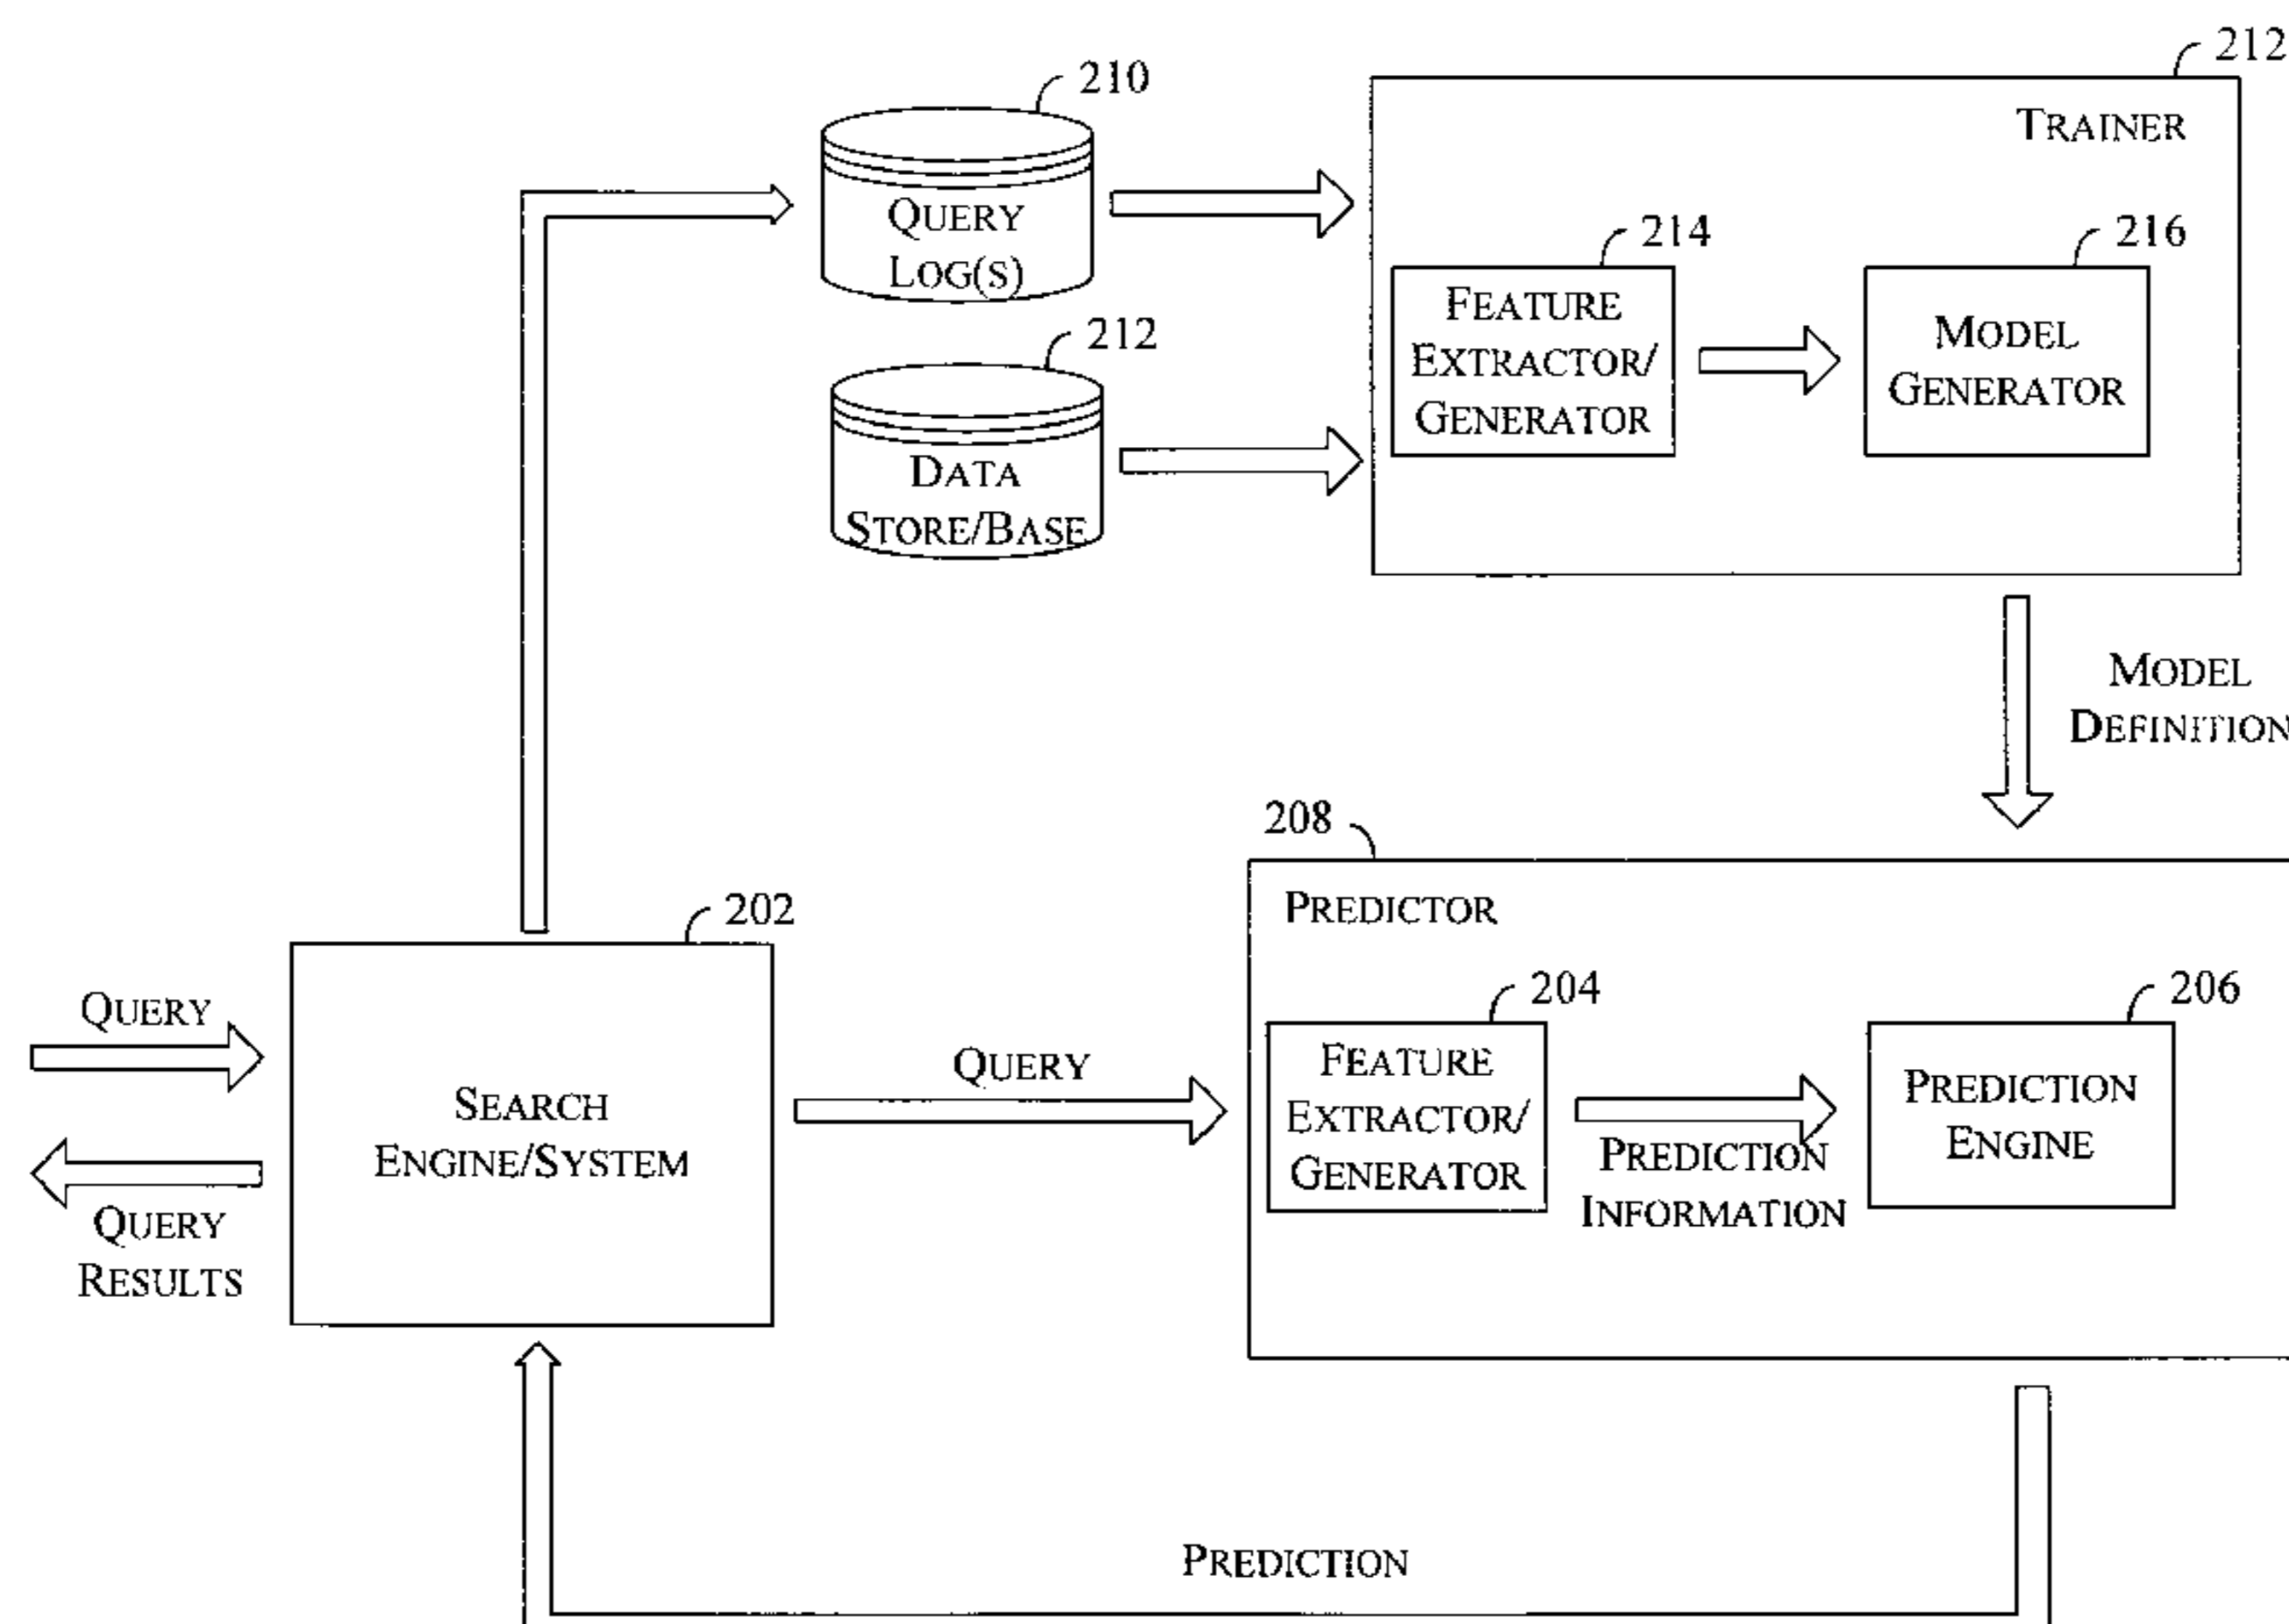 210
QUERY
LOG(S)
212
DATA
STORE/BASE
212
TRAINER
214
FEATURE
EXTRACTOR/
GENERATOR
216
MODEL
GENERATOR
MODEL
DEFINITION
208
PREDICTOR
202
SEARCH
ENGINE/SYSTEM
QUERY
QUERY
RESULTS
QUERY
204
FEATURE
EXTRACTOR/
GENERATOR
PREDICTION
INFORMATION
206
PREDICTION
ENGINE
PREDICTION